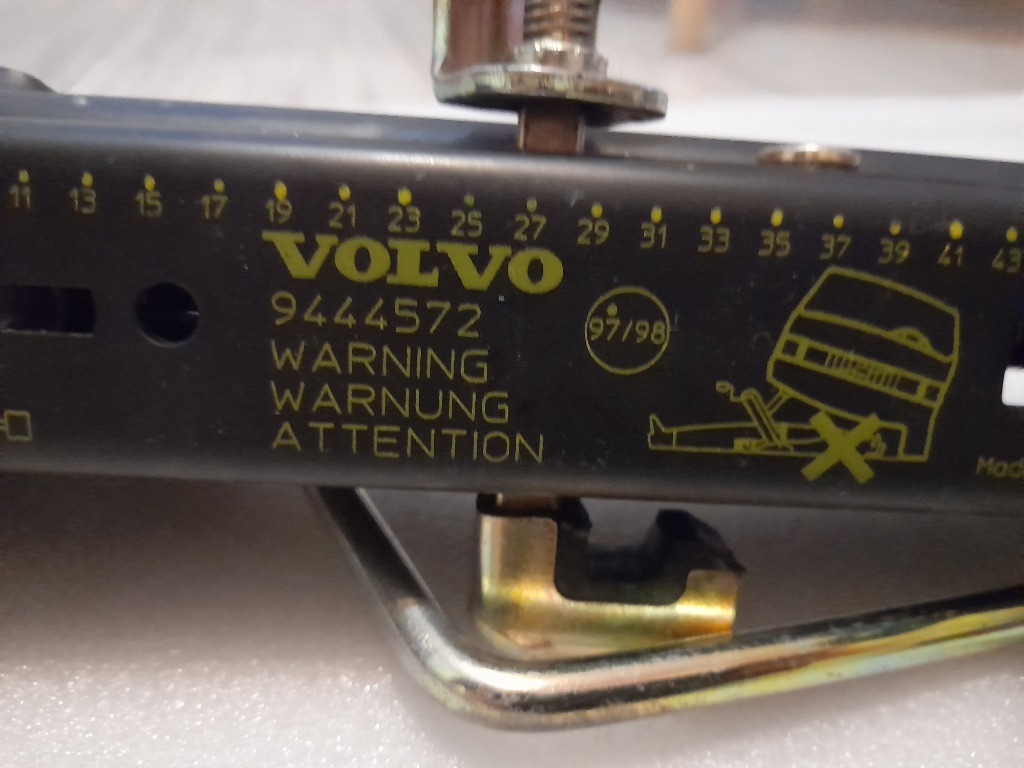 11 13 15 17 19 21 23 25 27 29 31 33 35 37 39 41 43
VOLVO
9444572
97/98
WARNING
WARNUNG
ATTENTION